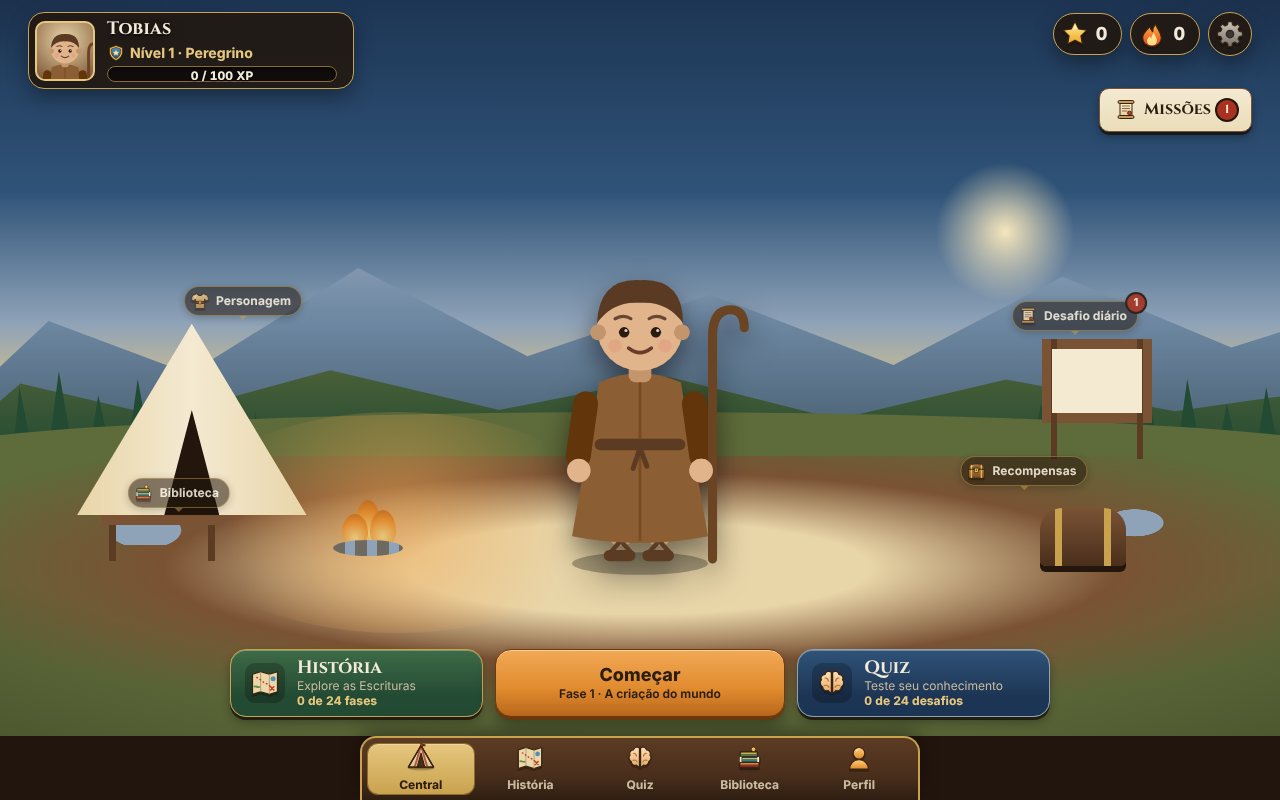 Tobias
Nível 1 · Peregrino
0 / 100 XP
0
0
Missões
!
Personagem
Desafio diário
1
Recompensas
Biblioteca
História
Explore as Escrituras
0 de 24 fases
Começar
Fase 1 · A criação do mundo
Quiz
Teste seu conhecimento
0 de 24 desafios
Central
História
Quiz
Biblioteca
Perfil